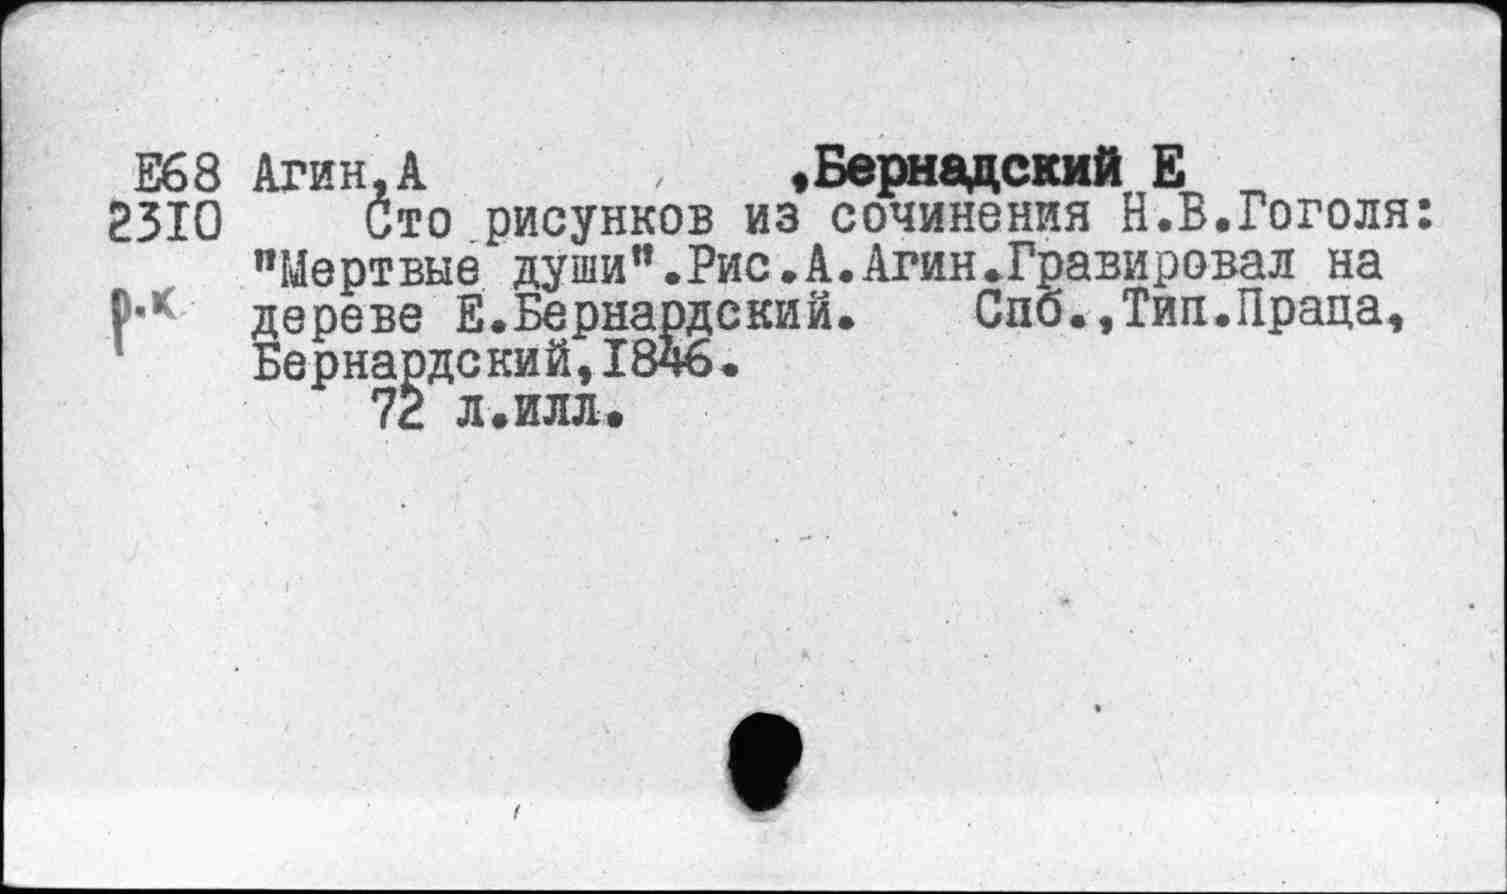 Е68 Агин,А ,Бернадский Е
2310 Сто рисунков из сочинения Н.В.Гоголя:
"Мертвые души".Рис.А.Агин.Гравировал на
р.к дереве Е.Бернардский. Спб.,Тип.Праца,
Бернардский,1846.
72 л.илл.